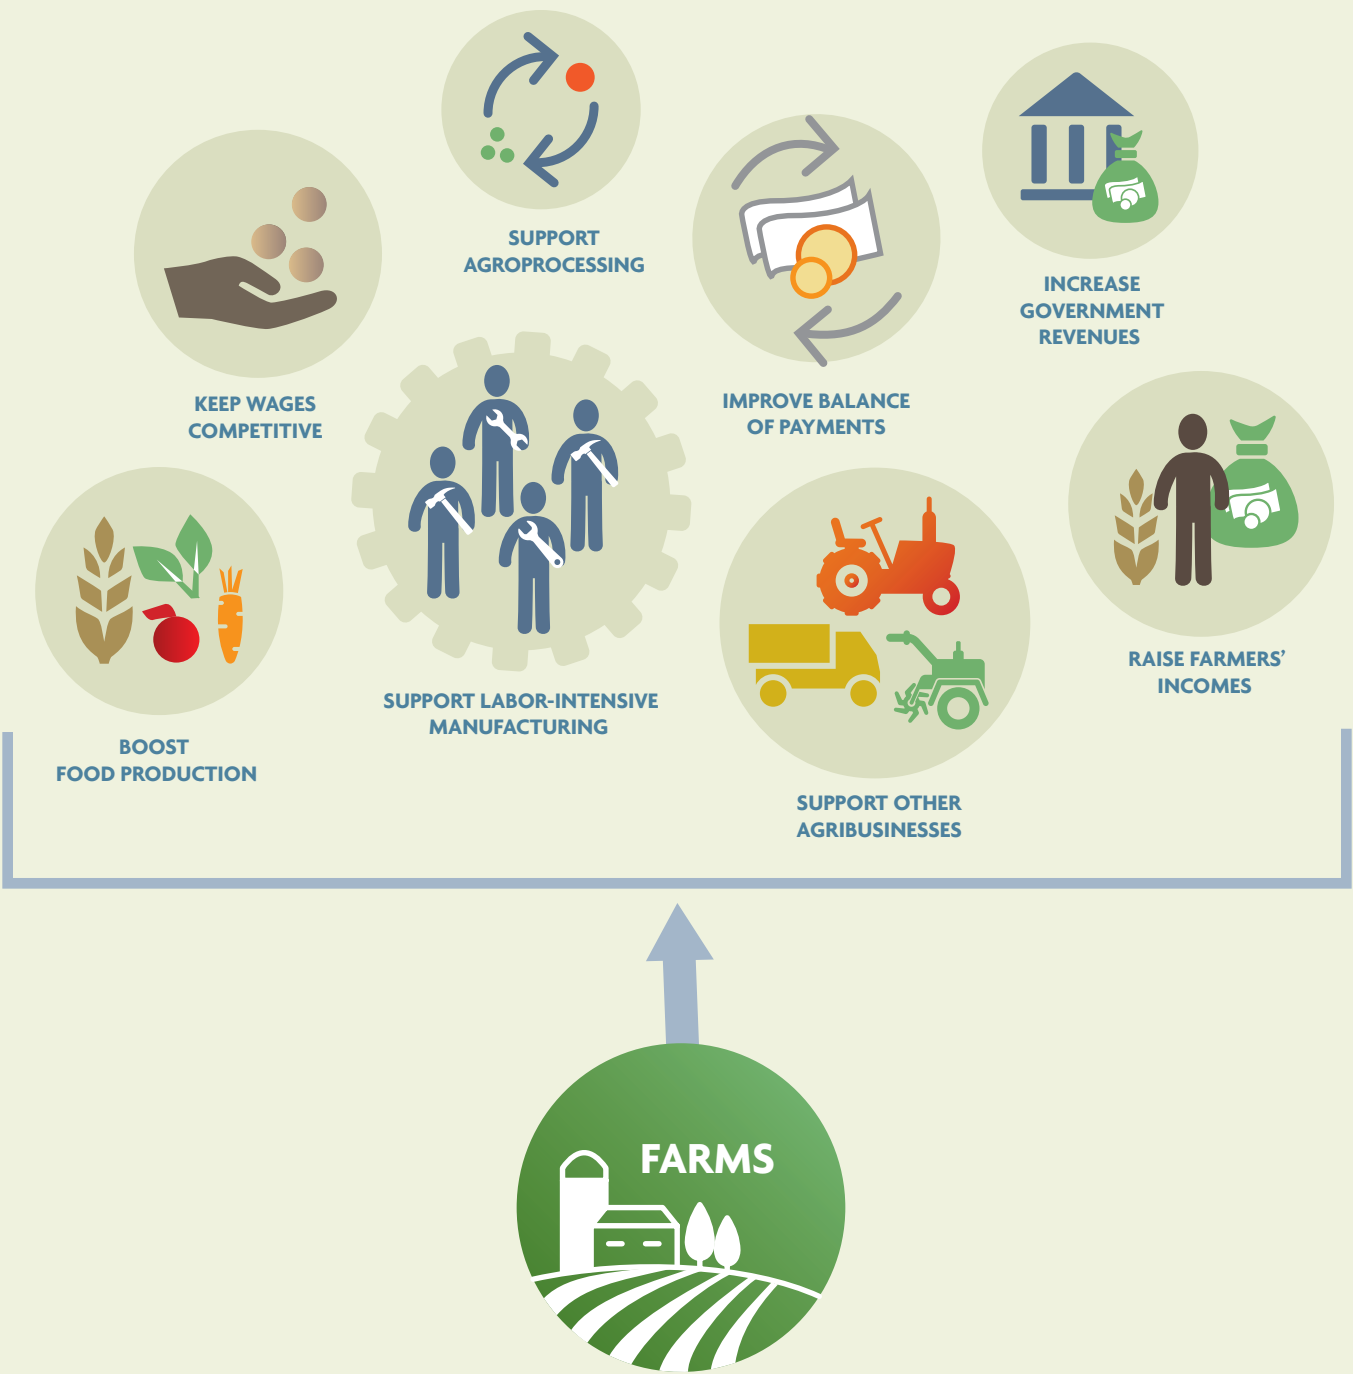 SUPPORT
AGROPROCESSING
INCREASE
GOVERNMENT
REVENUES
KEEP WAGES
COMPETITIVE
IMPROVE BALANCE
OF PAYMENTS
RAISE FARMERS’
INCOMES
SUPPORT LABOR-INTENSIVE
MANUFACTURING
BOOST
FOOD PRODUCTION
SUPPORT OTHER
AGRIBUSINESSES
FARMS